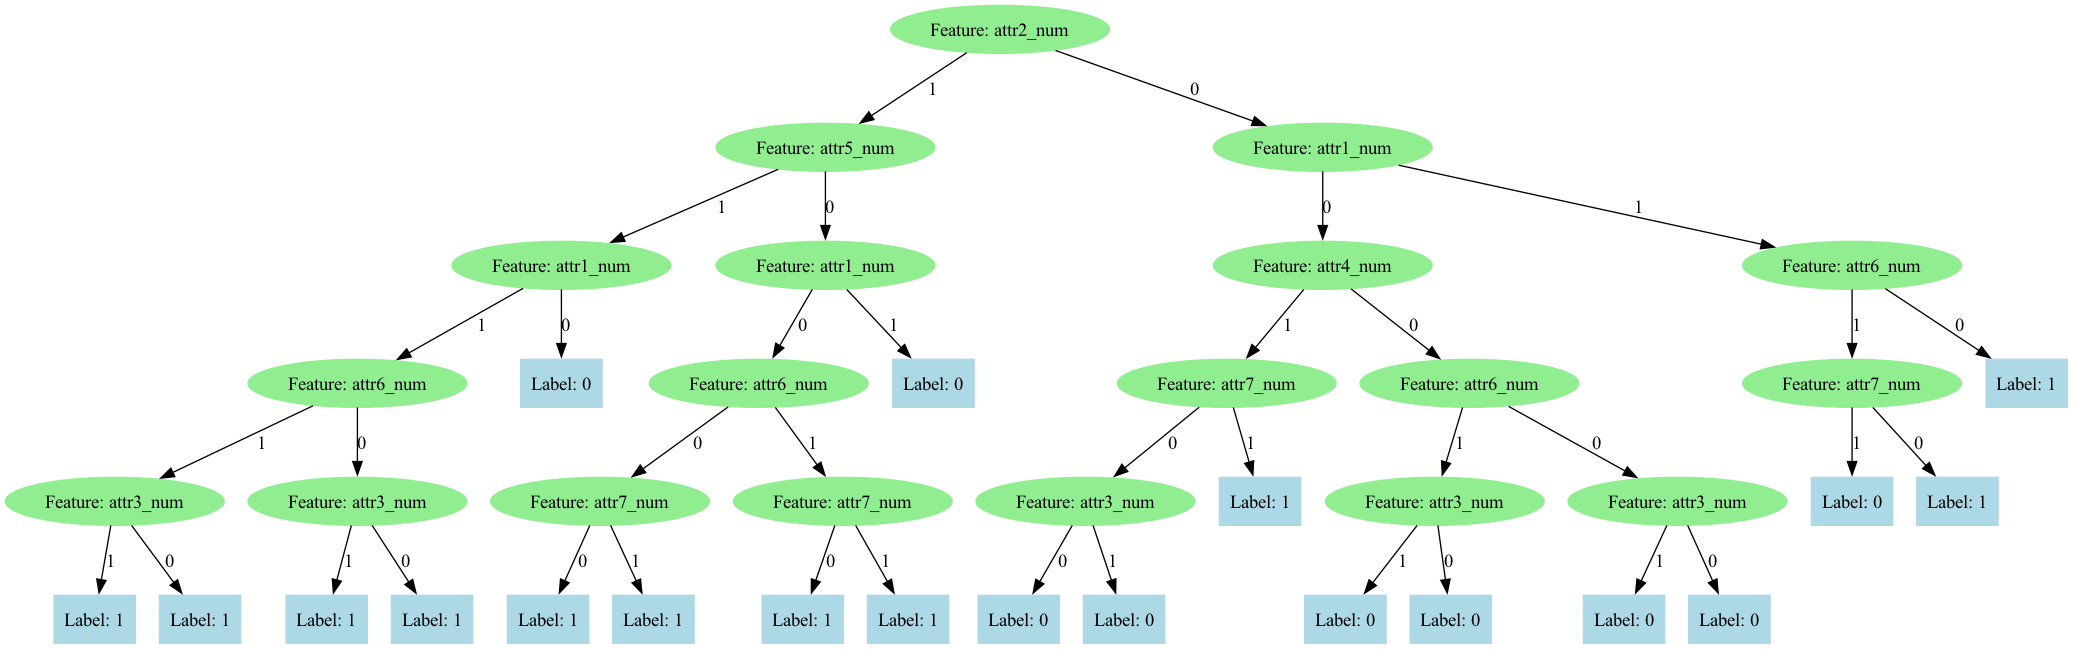 Feature: attr2_num
1
0
Feature: attr5_num
Feature: attr1_num
1
0
0
1
Feature: attr1_num
Feature: attr1_num
Feature: attr4_num
Feature: attr6_num
1
0
0
1
1
0
1
0
Feature: attr6_num
Label: 0
Feature: attr6_num
Label: 0
Feature: attr7_num
Feature: attr6_num
Feature: attr7_num
Label: 1
1
0
0
1
0
1
1
0
1
0
Feature: attr3_num
Feature: attr3_num
Feature: attr7_num
Feature: attr7_num
Feature: attr3_num
Label: 1
Feature: attr3_num
Feature: attr3_num
Label: 0
Label: 1
1
0
1
0
0
1
0
1
0
1
1
0
1
0
Label: 1
Label: 1
Label: 1
Label: 1
Label: 1
Label: 1
Label: 1
Label: 1
Label: 0
Label: 0
Label: 0
Label: 0
Label: 0
Label: 0